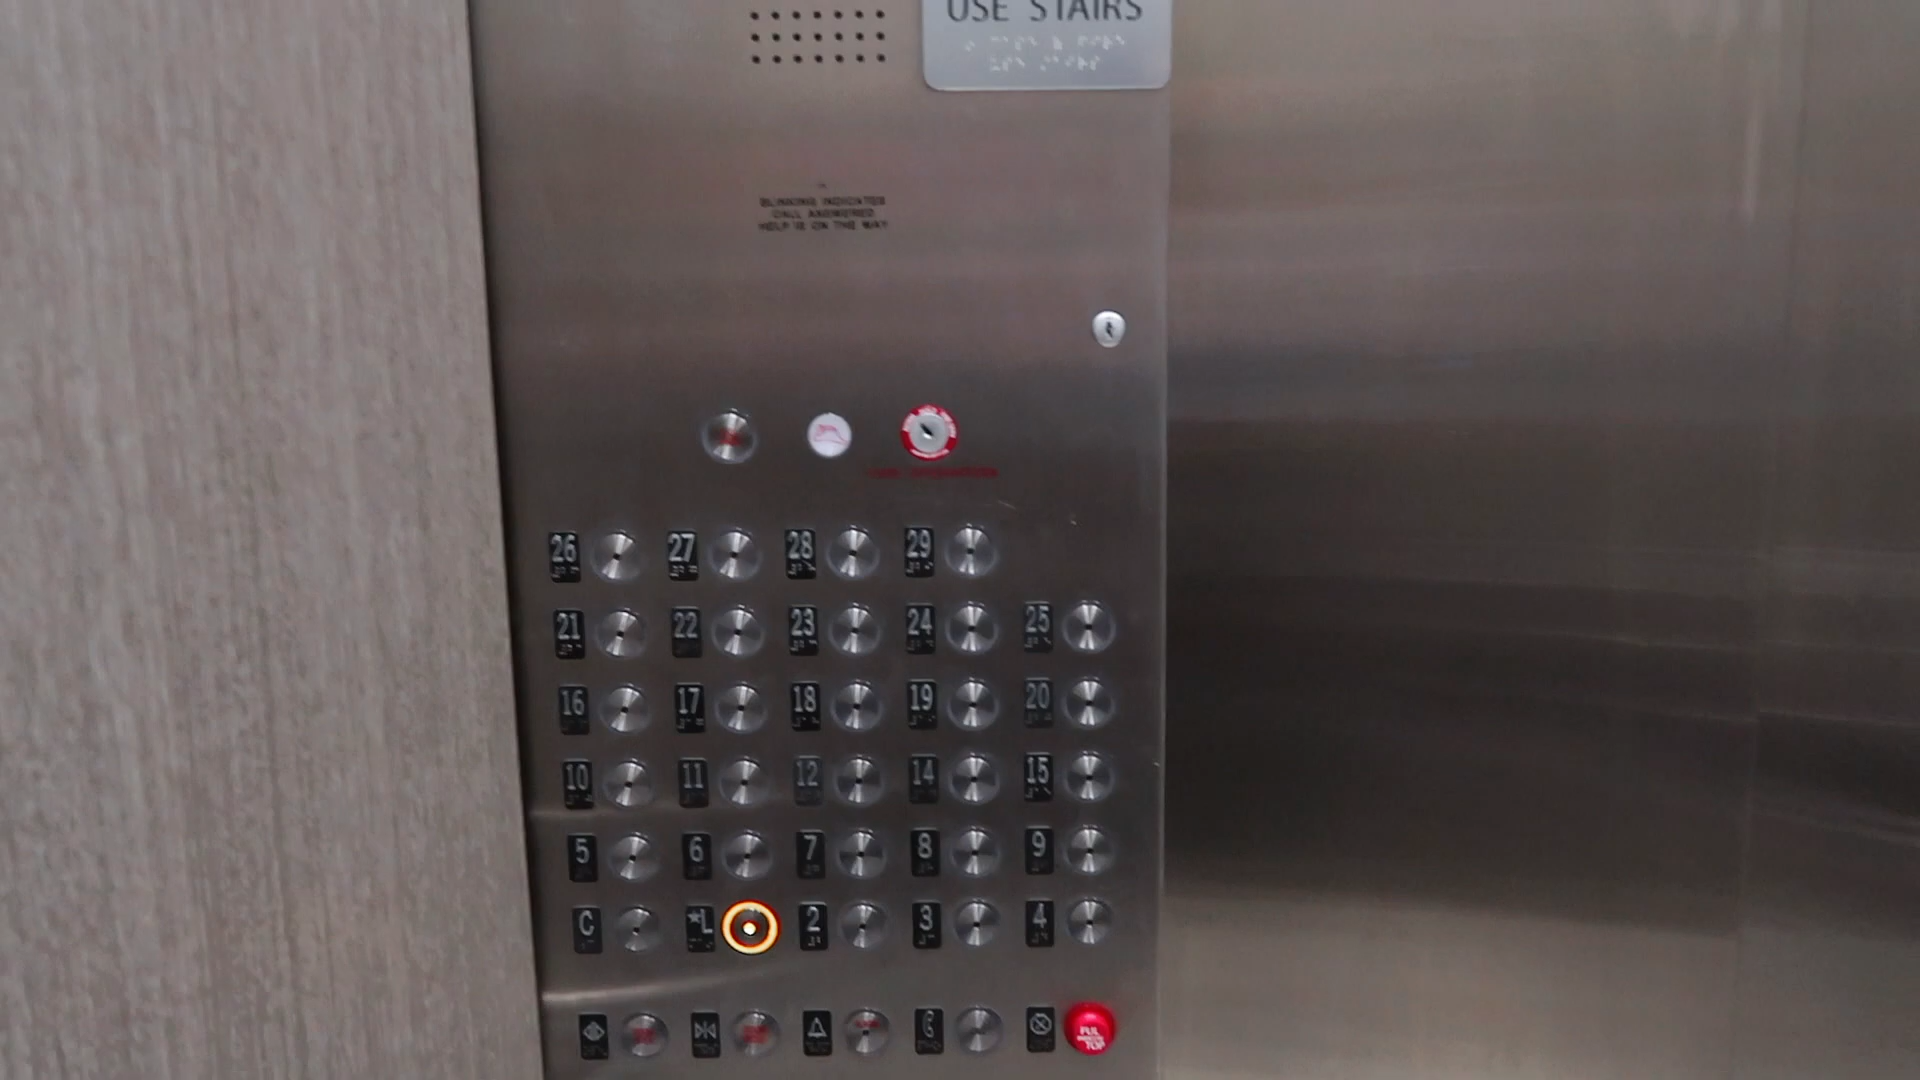 USE STAIRS
BLINKING INDICATES
CALL ANSWERED
HELP IS ON THE WAY
26 27 28 29
21 22 23 24 25
16 17 18 19 20
10 11 12 14 15
5 6 7 8 9
C *L 2 3 4